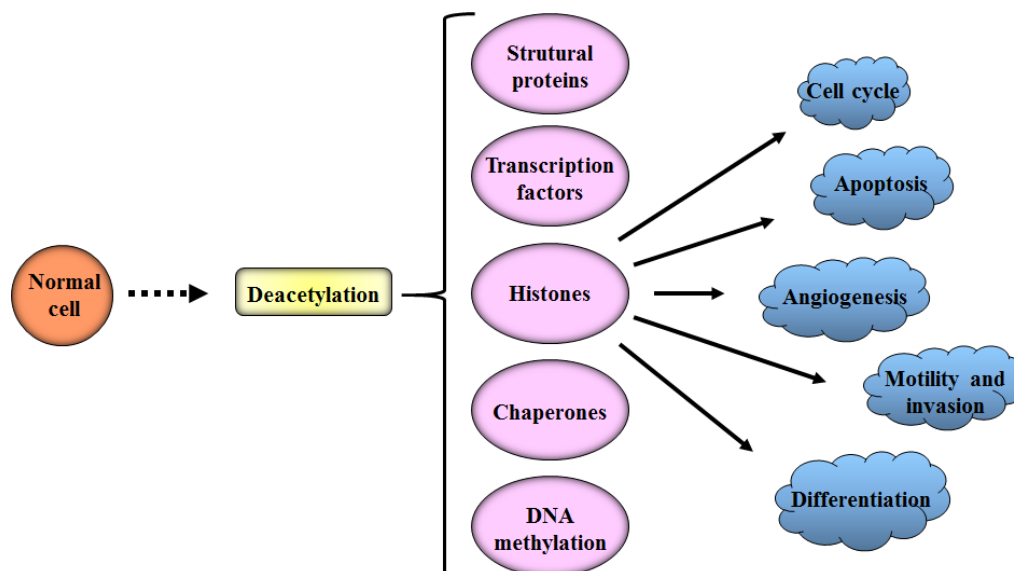 Normal
cell
Deacetylation
Strutural
proteins
Transcription
factors
Histones
Chaperones
DNA
methylation
Cell cycle
Apoptosis
Angiogenesis
Motility and
invasion
Differentiation